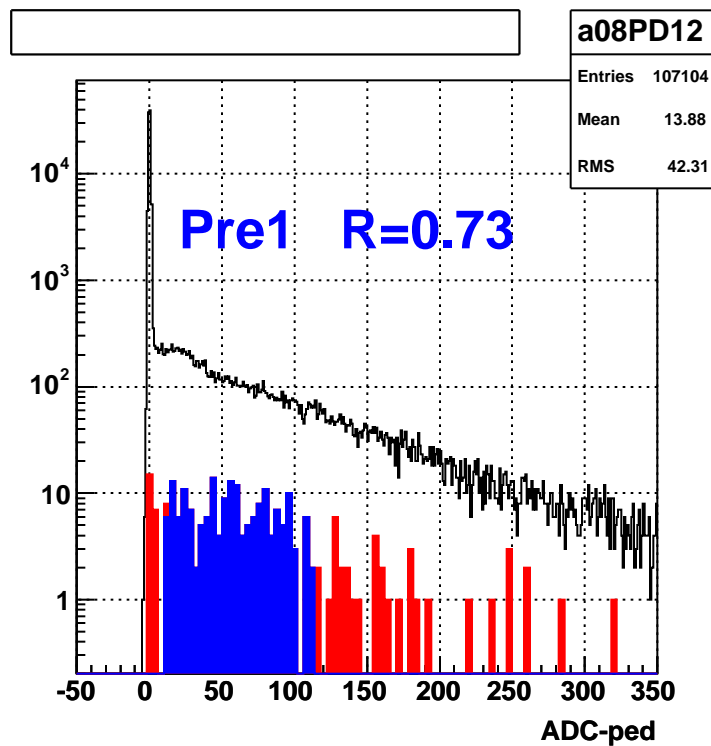 a08PD12
Entries 107104
Mean 13.88
RMS 42.31
Pre1 R=0.73
10^4
10^3
10^2
10
1
-50 0 50 100 150 200 250 300 350
ADC-ped